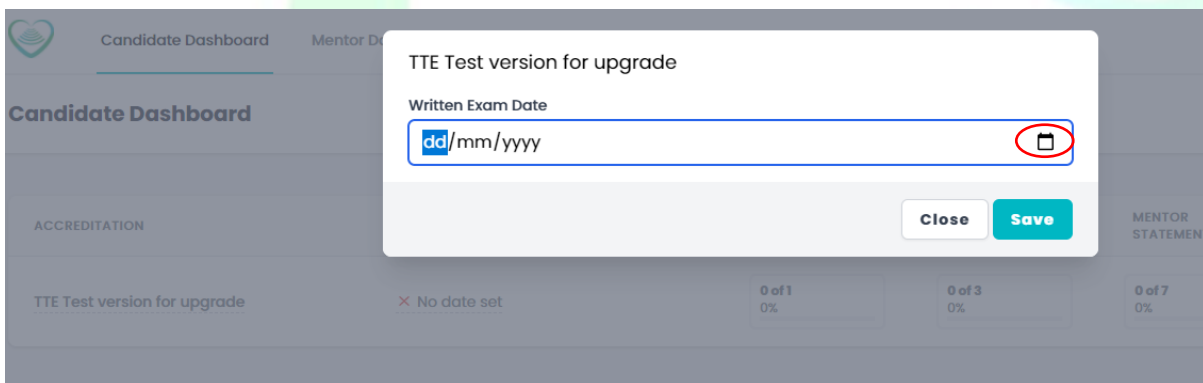 Candidate Dashboard
Mentor
TTE Test version for upgrade
Written Exam Date
dd/mm/yyyy
Close
Save
Candidate Dashboard
ACCREDITATION
MENTOR
TTE Test version for upgrade
× No date set
0 of 1
0%
0 of 3
0%
0 of 7
0%